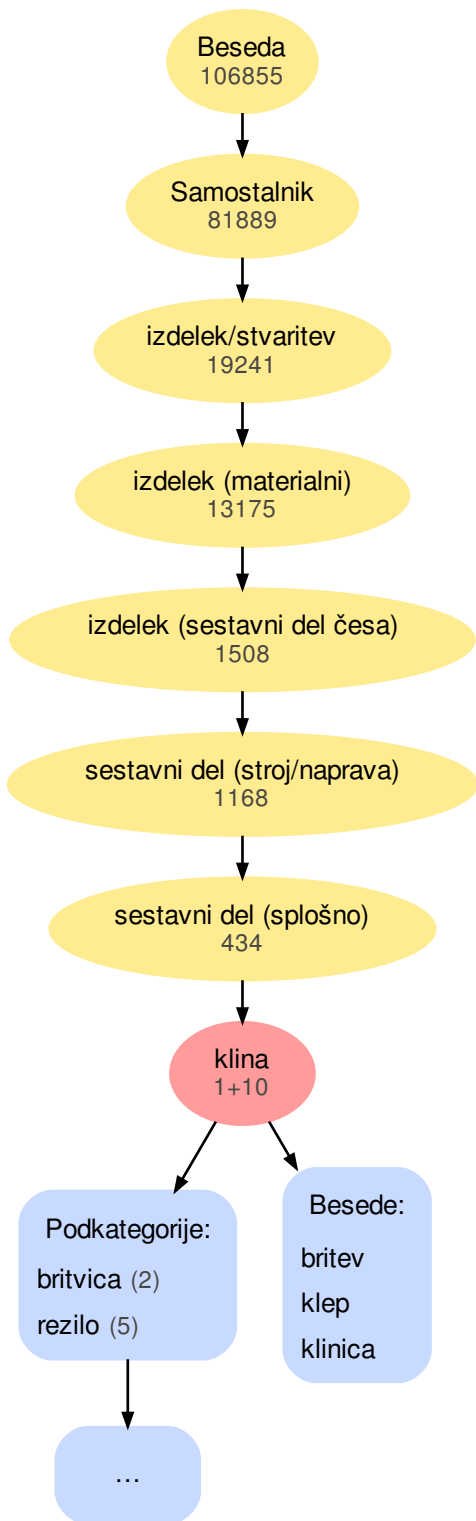 Beseda
106855
Samostalnik
81889
izdelek/stvaritev
19241
izdelek (materialni)
13175
izdelek (sestavni del česa)
1508
sestavni del (stroj/naprava)
1168
sestavni del (splošno)
434
klina
1+10
Podkategorije:
britvica (2)
rezilo (5)
Besede:
britev
klep
klinica
...